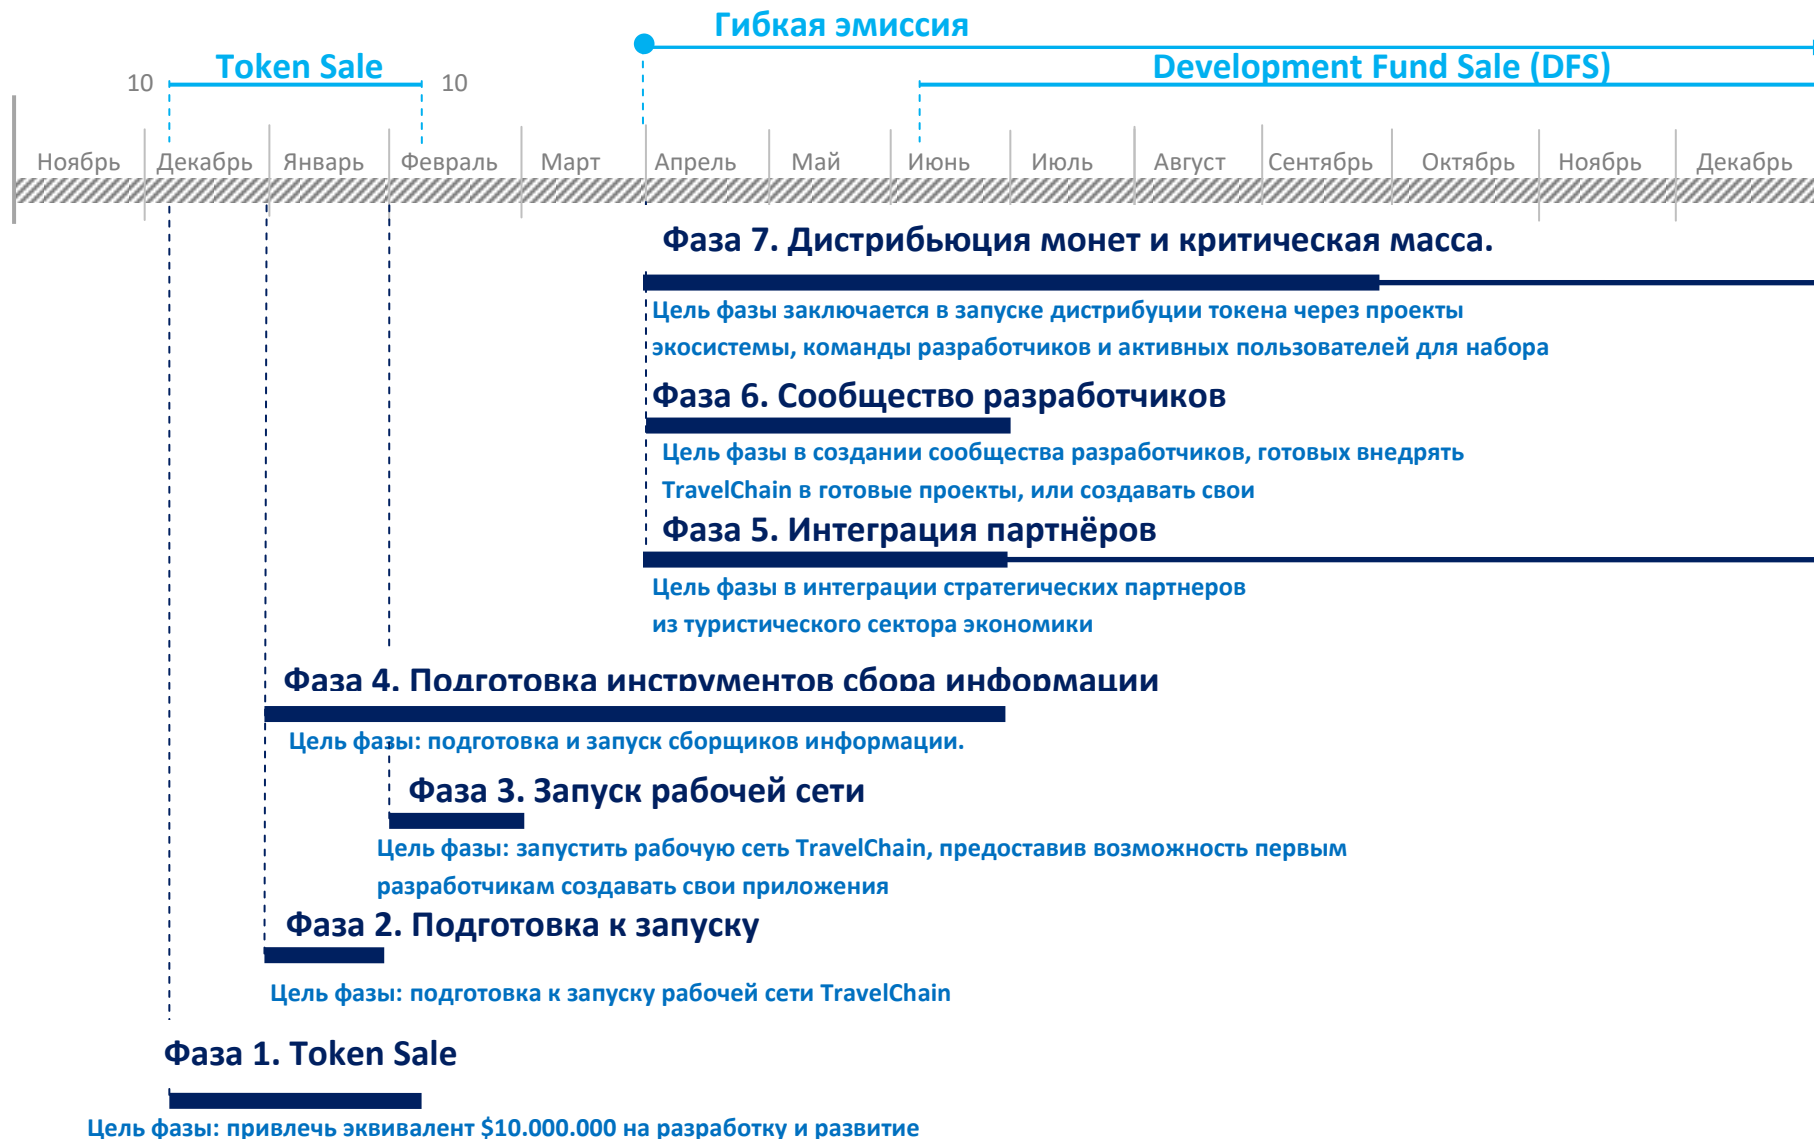 Гибкая эмиссия
Token Sale
Development Fund Sale (DFS)
10
10
Ноябрь Декабрь Январь Февраль Март Апрель Май Июнь Июль Август Сентябрь Октябрь Ноябрь Декабрь
Фаза 7. Дистрибьюция монет и критическая масса.
Цель фазы заключается в запуске дистрибуции токена через проекты
экосистемы, команды разработчиков и активных пользователей для набора
Фаза 6. Сообщество разработчиков
Цель фазы в создании сообщества разработчиков, готовых внедрять
TravelChain в готовые проекты, или создавать свои
Фаза 5. Интеграция партнёров
Цель фазы в интеграции стратегических партнеров
из туристического сектора экономики
Фаза 4. Подготовка инструментов сбора информации
Цель фазы: подготовка и запуск сборщиков информации.
Фаза 3. Запуск рабочей сети
Цель фазы: запустить рабочую сеть TravelChain, предоставив возможность первым
разработчикам создавать свои приложения
Фаза 2. Подготовка к запуску
Цель фазы: подготовка к запуску рабочей сети TravelChain
Фаза 1. Token Sale
Цель фазы: привлечь эквивалент $10.000.000 на разработку и развитие